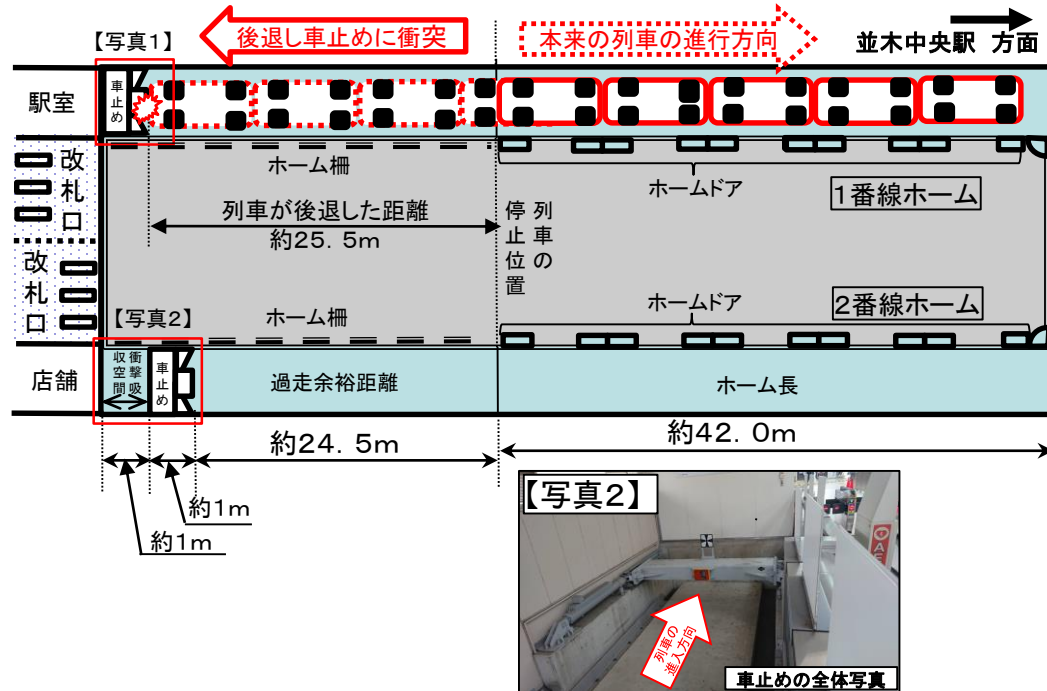 【写真1】
後退し車止めに衝突
本来の列車の進行方向
並木中央駅 方面
駅室
車止め
改札口
ホーム柵
ホームドア
1番線ホーム
列車が後退した距離
約25.5m
列車の
停止位置
改札口
【写真2】
ホーム柵
ホームドア
2番線ホーム
店舗
衝撃吸
収空間
車止め
過走余裕距離
ホーム長
約24.5m
約42.0m
約1m
約1m
【写真2】
列車の
進入方向
車止めの全体写真